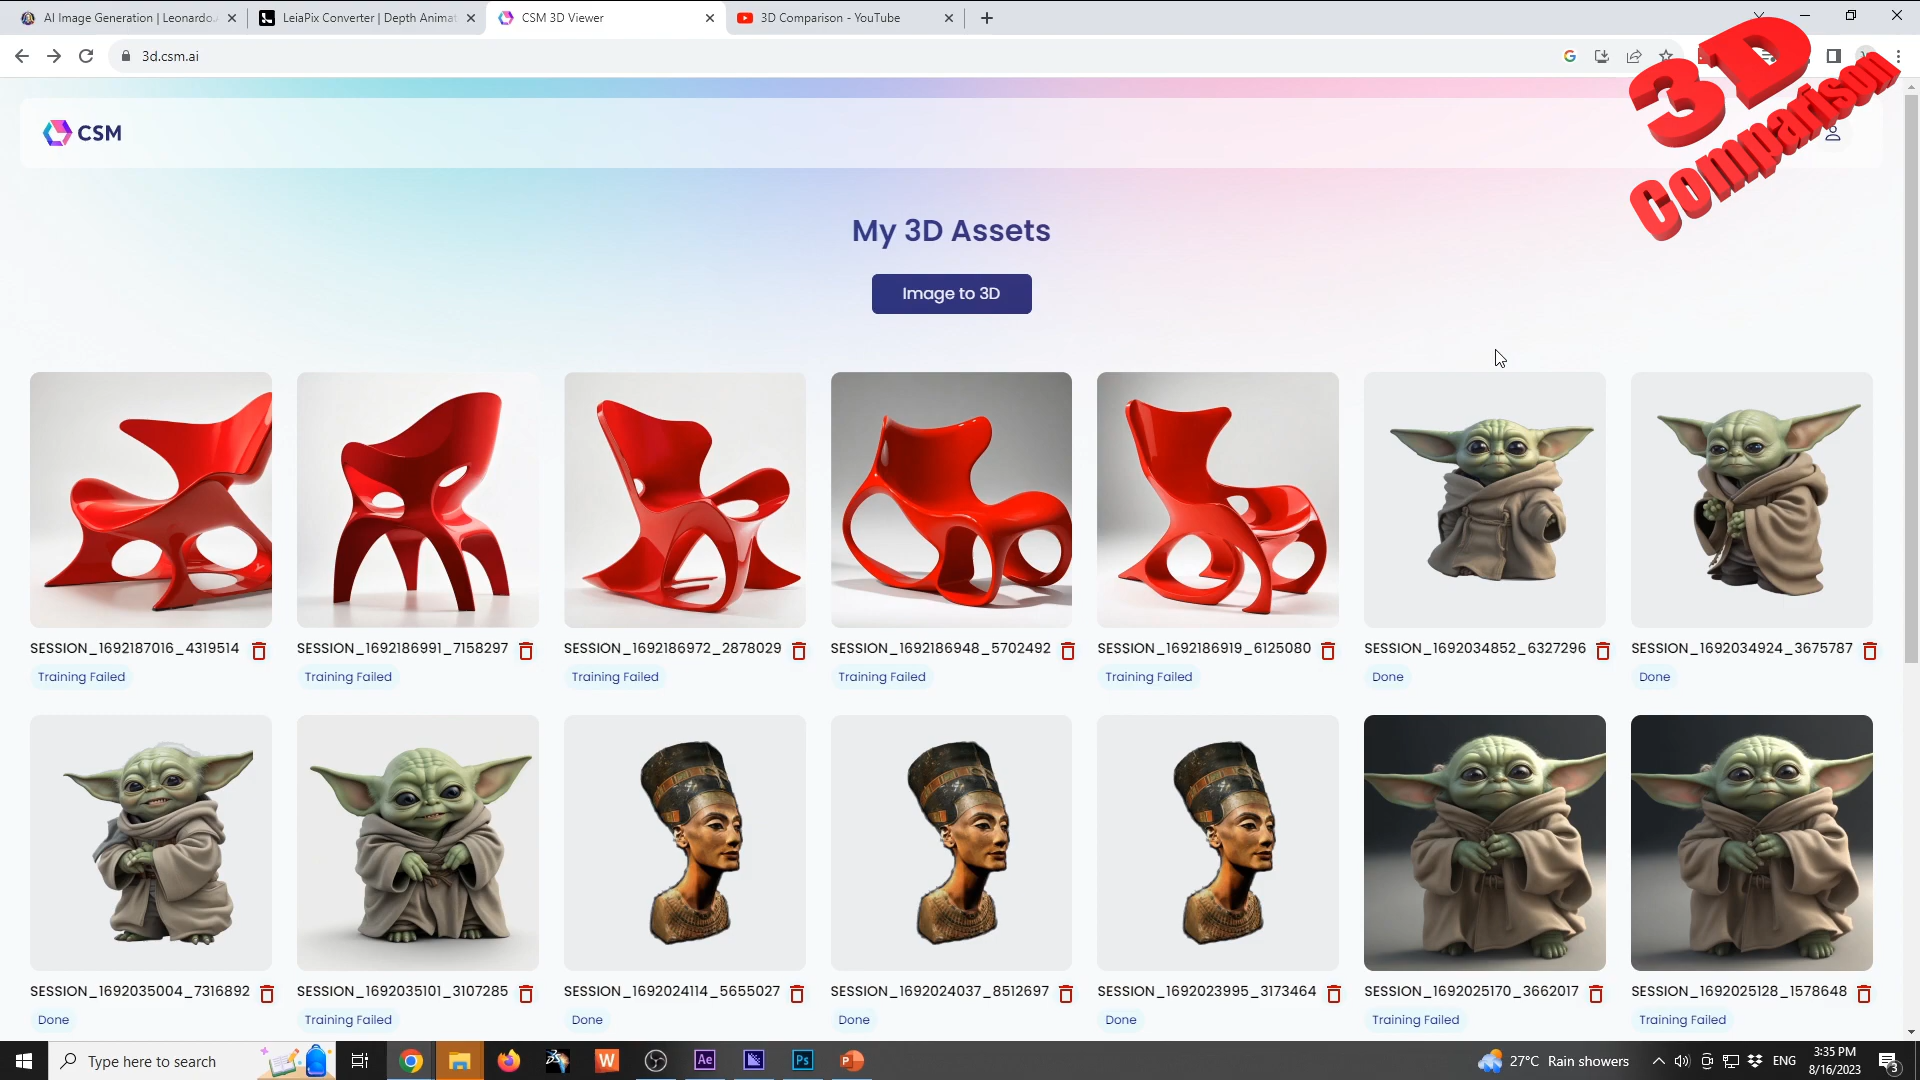 AI Image Generation | Leonardo.A
LeiaPix Converter | Depth Animat
CSM 3D Viewer
3D Comparison - YouTube
3d.csm.ai
3D
Comparison
CSM
My 3D Assets
Image to 3D
SESSION_1692187016_4319514
SESSION_1692186991_7158297
SESSION_1692186972_2878029
SESSION_1692186948_5702492
SESSION_1692186919_6125080
SESSION_1692034852_6327296
SESSION_1692034924_3675787
Training Failed
Training Failed
Training Failed
Training Failed
Training Failed
Done
Done
SESSION_1692035004_7316892
SESSION_1692035101_3107285
SESSION_1692024114_5655027
SESSION_1692024037_8512697
SESSION_1692023995_3173464
SESSION_1692025170_3662017
SESSION_1692025128_1578648
Done
Training Failed
Done
Done
Done
Training Failed
Training Failed
Type here to search
W
Ae
Ps
P
27°C Rain showers
ENG
3:35 PM
8/16/2023
3